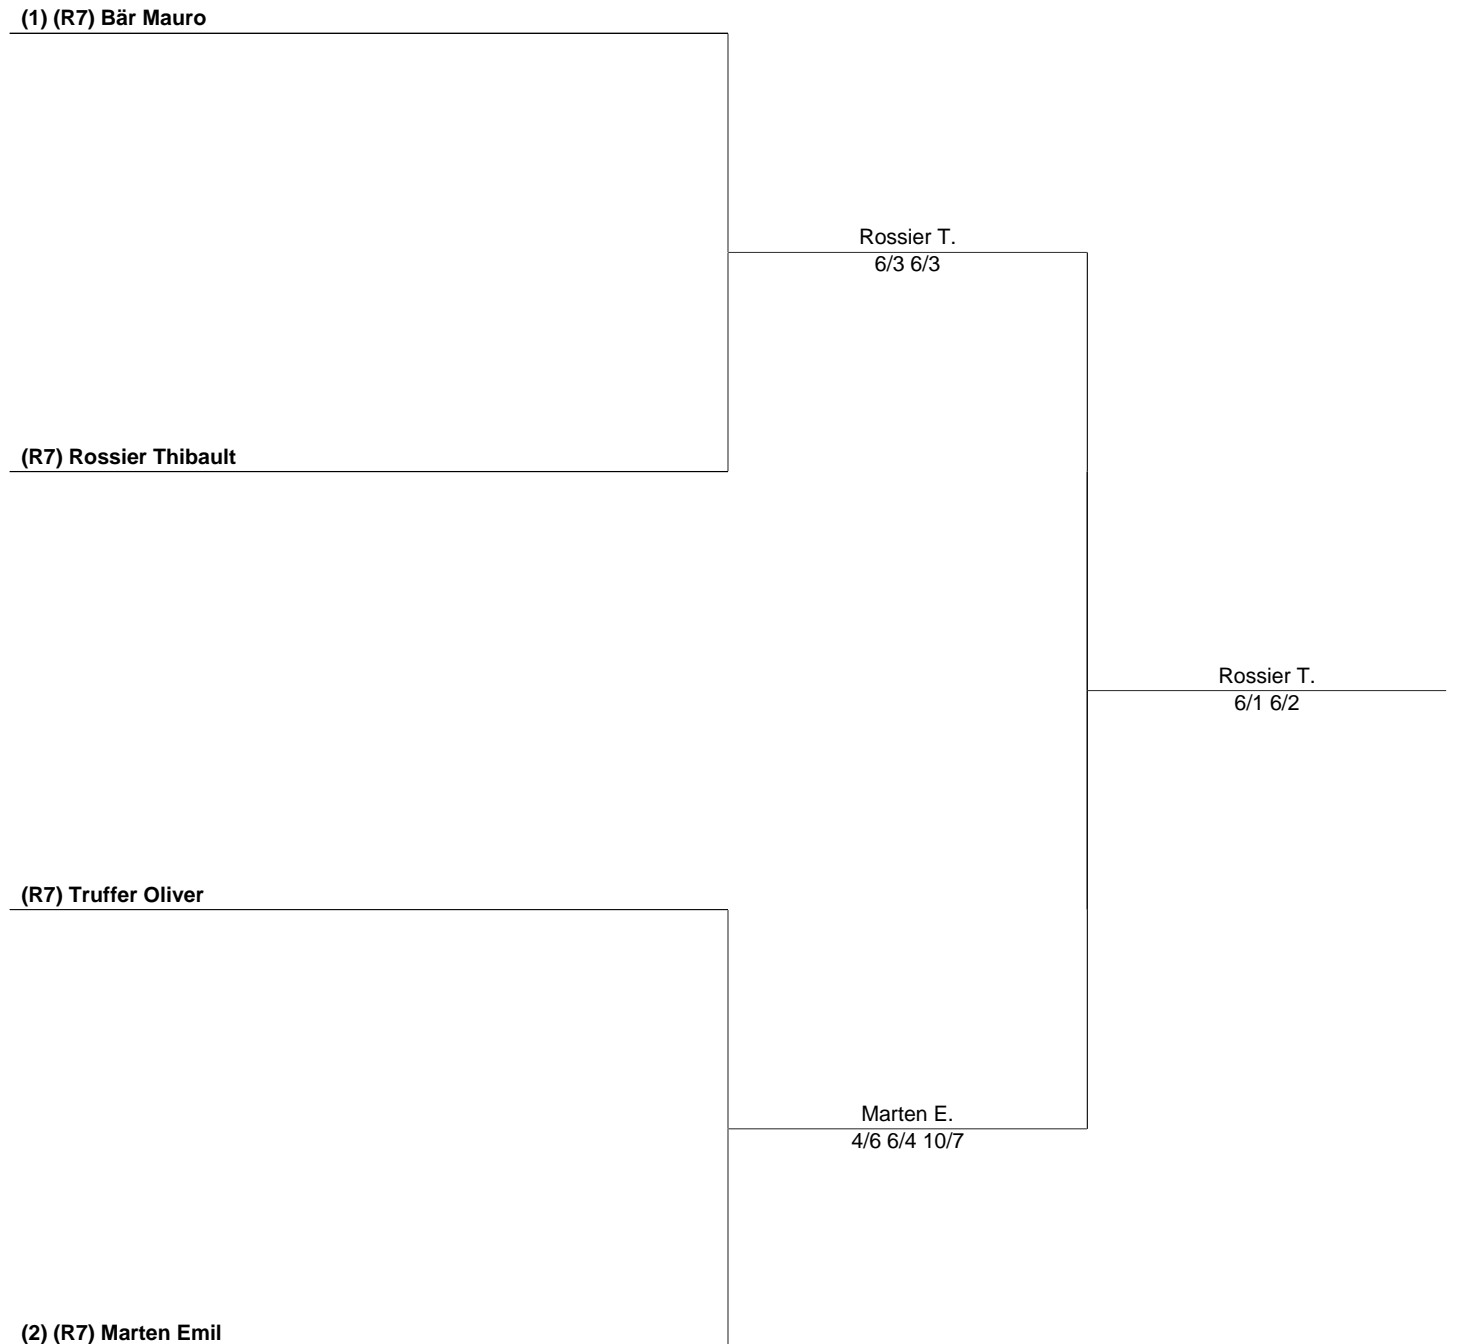 (1) (R7) Bär Mauro
Rossier T.
6/3 6/3
(R7) Rossier Thibault
Rossier T.
6/1 6/2
(R7) Truffer Oliver
Marten E.
4/6 6/4 10/7
(2) (R7) Marten Emil